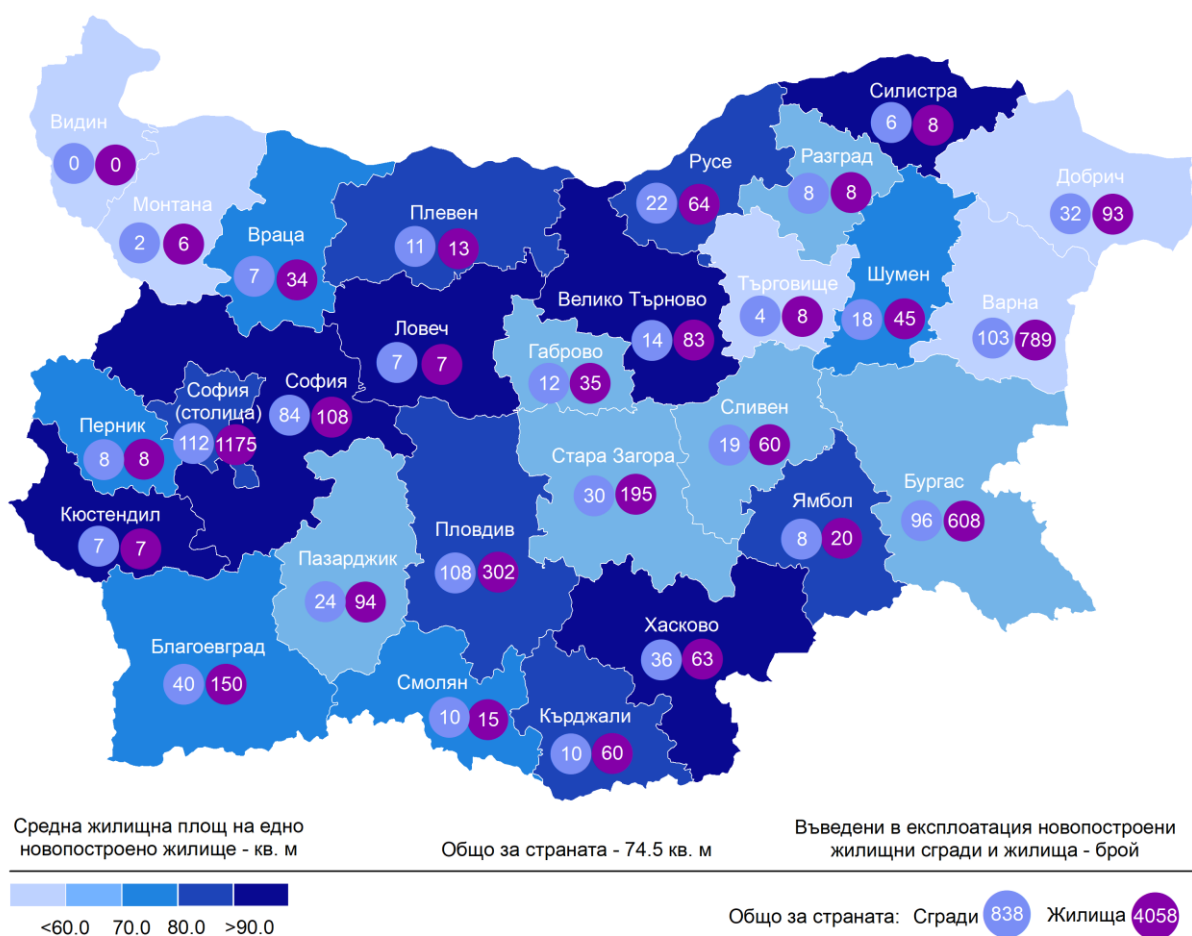 Силистра
6 8
Видин
0 0
Русе
22 64
Разград
8 8
Добрич
32 93
Монтана
2 6
Плевен
11 13
Враца
7 34
Търговище
4 8
Шумен
18 45
Варна
103 789
Велико Търново
14 83
Ловеч
7 7
Габрово
12 35
София
(столица)
112 1175
София
84 108
Перник
8 8
Сливен
19 60
Стара Загора
30 195
Бургас
96 608
Ямбол
8 20
Кюстендил
7 7
Пловдив
108 302
Пазарджик
24 94
Хасково
36 63
Благоевград
40 150
Смолян
10 15
Кърджали
10 60
Средна жилищна площ на едно
новопостроено жилище - кв. м
Общо за страната - 74.5 кв. м
Въведени в експлоатация новопостроени
жилищни сгради и жилища - брой
<60.0 70.0 80.0 >90.0
Общо за страната: Сгради 838 Жилища 4058